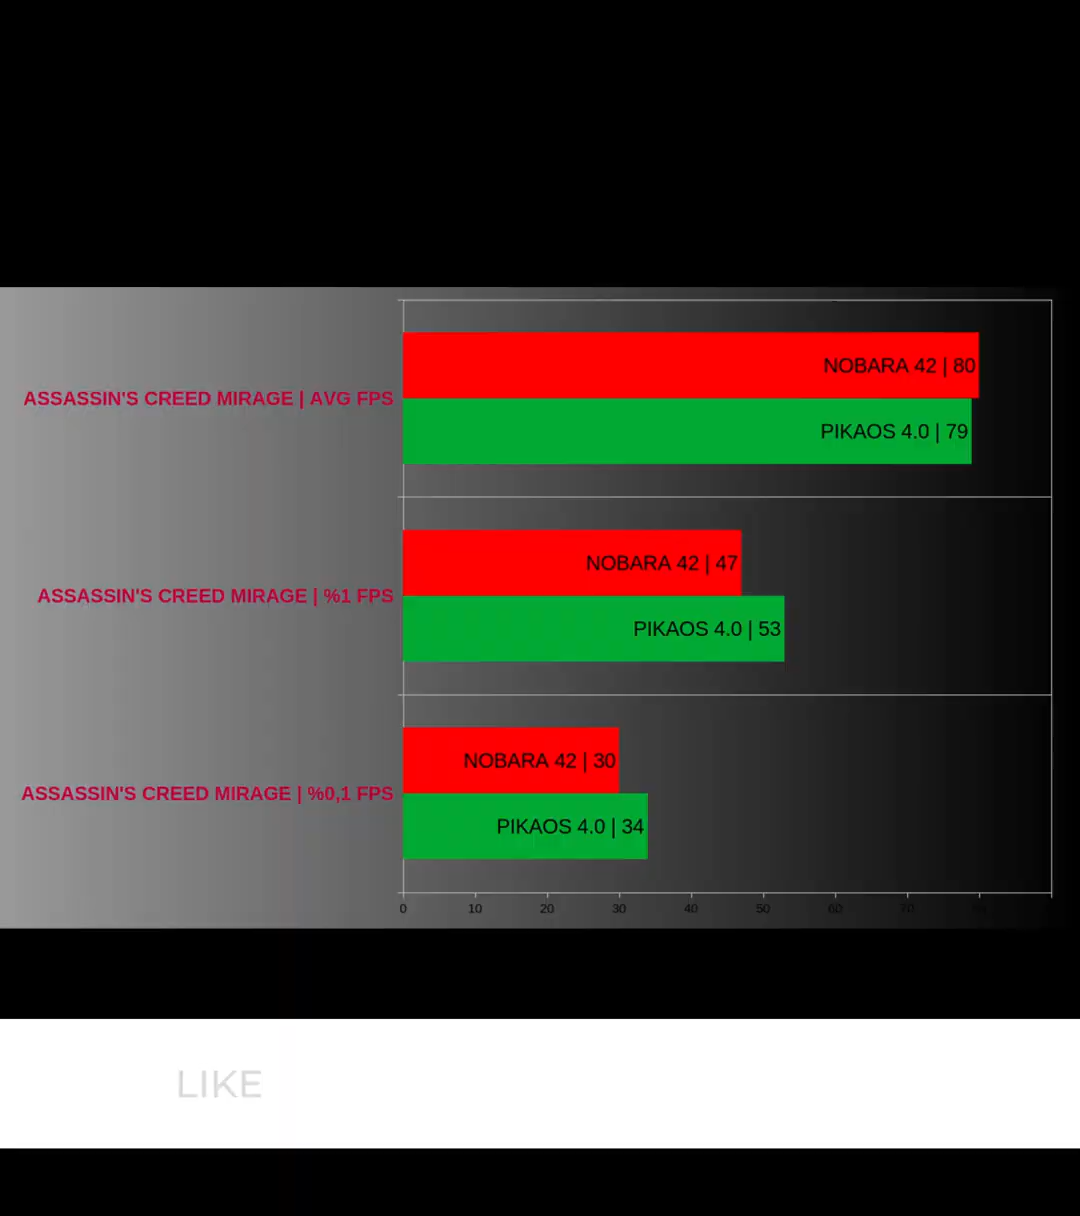 NOBARA 42 | 80
ASSASSIN'S CREED MIRAGE | AVG FPS
PIKAOS 4.0 | 79
NOBARA 42 | 47
ASSASSIN'S CREED MIRAGE | %1 FPS
PIKAOS 4.0 | 53
NOBARA 42 | 30
ASSASSIN'S CREED MIRAGE | %0,1 FPS
PIKAOS 4.0 | 34
0 10 20 30 40 50 60 70 80
LIKE